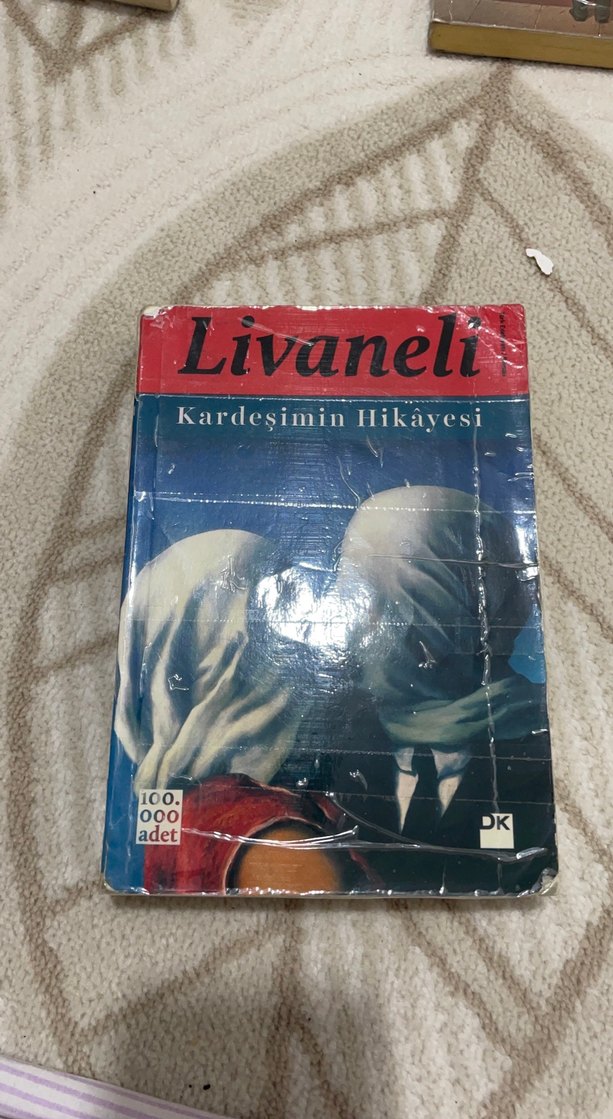 Livaneli
Kardeşimin Hikâyesi
100.
000
adet
DK